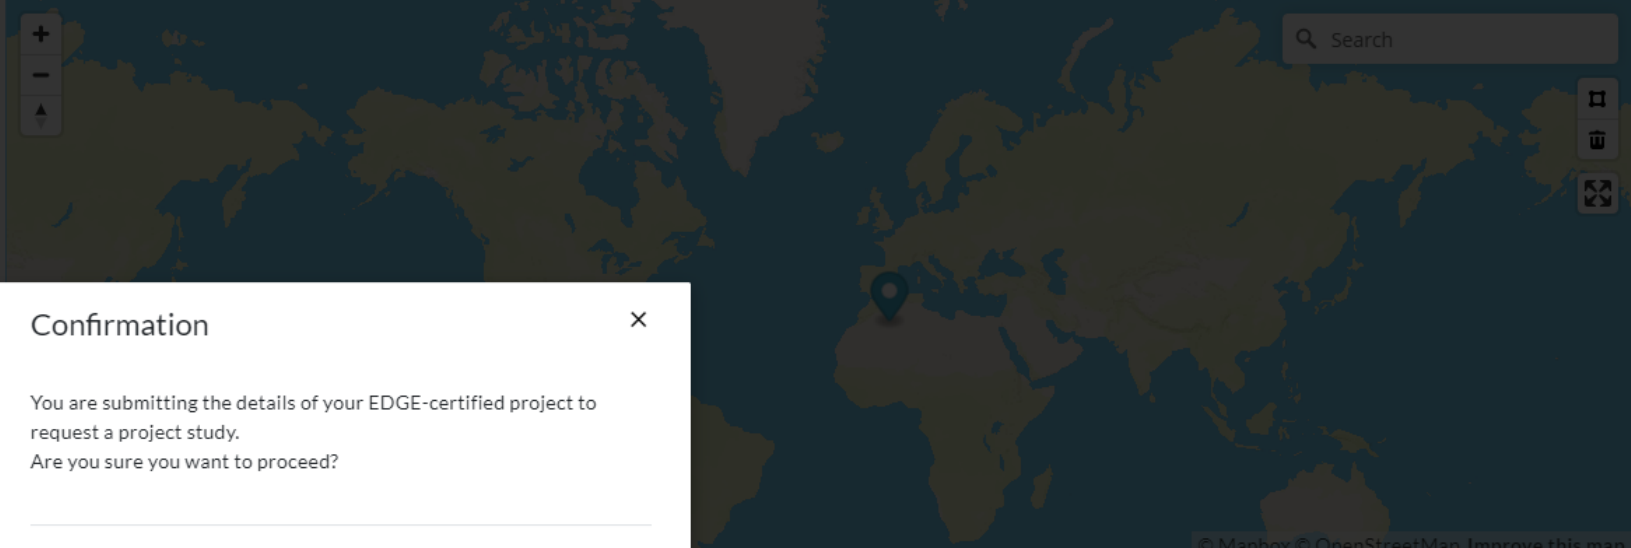 Search
Confirmation
You are submitting the details of your EDGE-certified project to
request a project study.
Are you sure you want to proceed?
© Mapbox © OpenStreetMap Improve this map